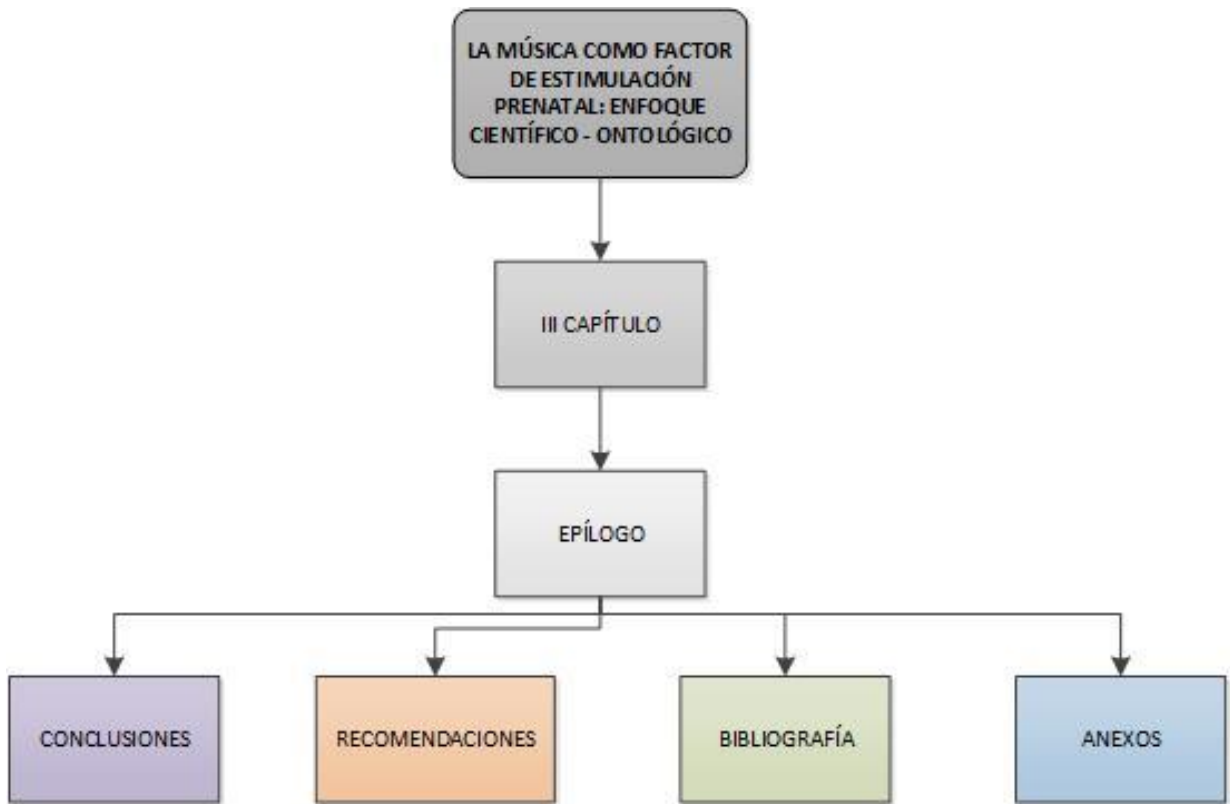 LA MÚSICA COMO FACTOR
DE ESTIMULACIÓN
PRENATAL: ENFOQUE
CIENTÍFICO - ONTOLÓGICO
III CAPÍTULO
EPÍLOGO
CONCLUSIONES
RECOMENDACIONES
BIBLIOGRAFÍA
ANEXOS